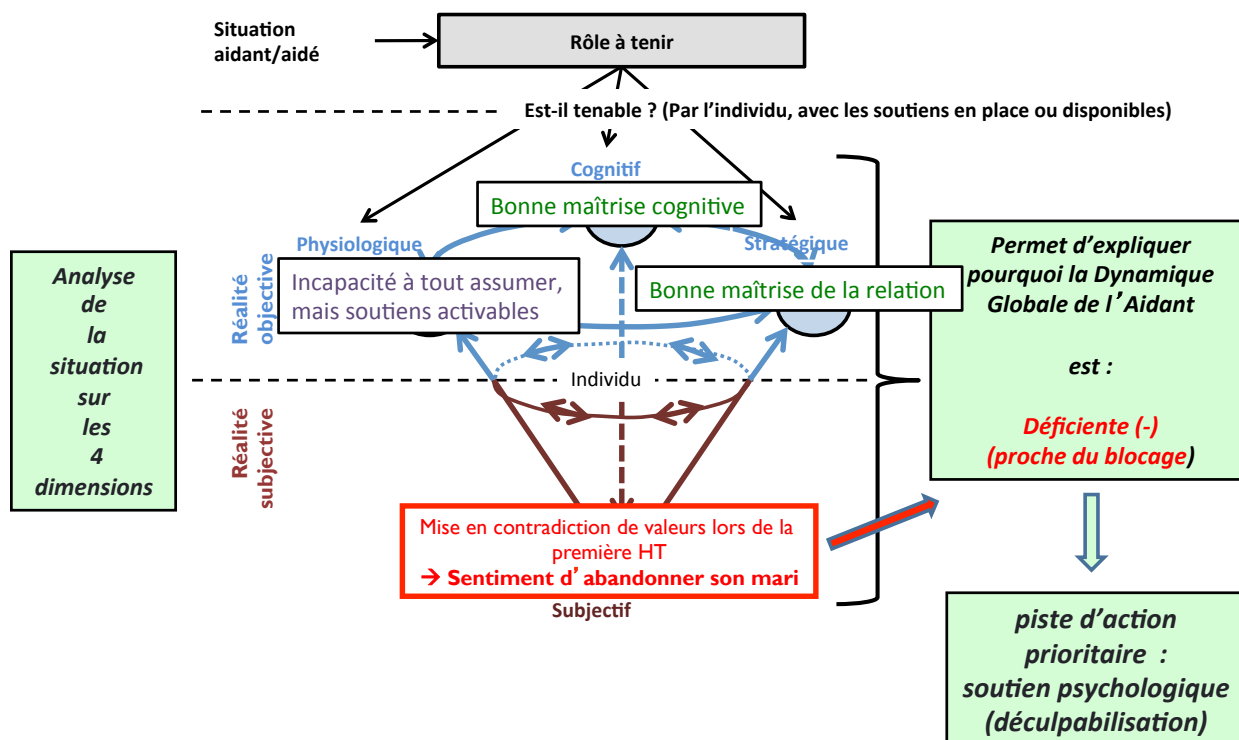 Situation
aidant/aidé
Rôle à tenir
Est-il tenable ? (Par l'individu, avec les soutiens en place ou disponibles)
Cognitif
Bonne maîtrise cognitive
Physiologique
Stratégique
Incapacité à tout assumer,
mais soutiens activables
Bonne maîtrise de la relation
Réalité
objective
Individu
Réalité
subjective
Mise en contradiction de valeurs lors de la
première HT
→ Sentiment d'abandonner son mari
Subjectif
Analyse
de
la
situation
sur
les
4
dimensions
Permet d'expliquer
pourquoi la Dynamique
Globale de l'Aidant
est :
Déficiente (-)
(proche du blocage)
piste d'action
prioritaire :
soutien psychologique
(déculpabilisation)